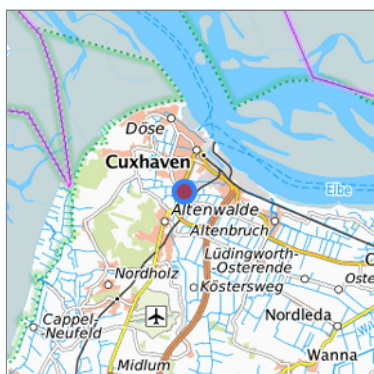 Döse
Cuxhaven
Elbe
Altenwalde
Altenbruch
Lüdingworth-
-Osterende
Nordholz
Köstersweg
Oste
Cappel-
-Neufeld
Nordleda
Wanna
Midlum